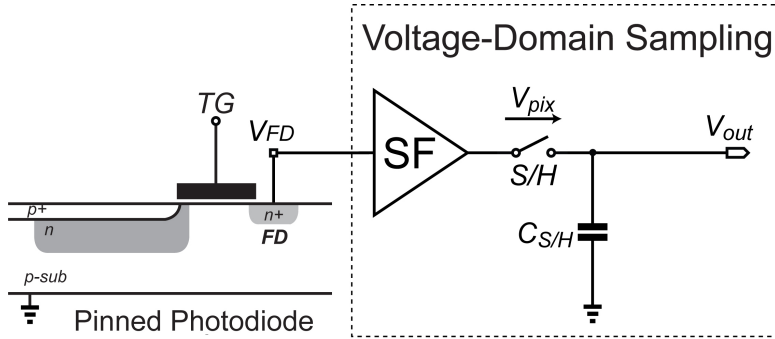 Voltage-Domain Sampling
TG
VFD
SF
Vpix
S/H
Vout
CS/H
p+
n
n+
FD
p-sub
Pinned Photodiode